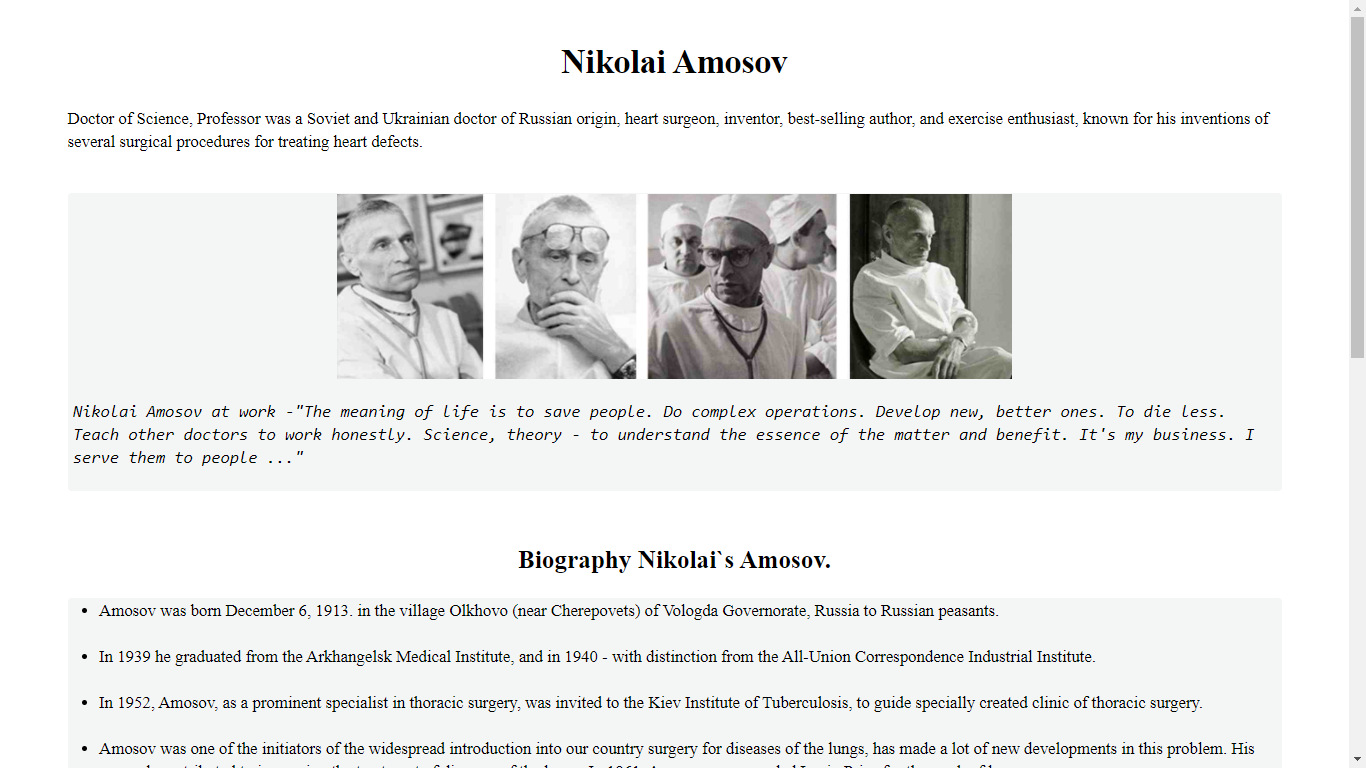 Nikolai Amosov
Doctor of Science, Professor was a Soviet and Ukrainian doctor of Russian origin, heart surgeon, inventor, best-selling author, and exercise enthusiast, known for his inventions of
several surgical procedures for treating heart defects.
Nikolai Amosov at work -"The meaning of life is to save people. Do complex operations. Develop new, better ones. To die less.
Teach other doctors to work honestly. Science, theory - to understand the essence of the matter and benefit. It's my business. I
serve them to people ..."
Biography Nikolai`s Amosov.
• Amosov was born December 6, 1913. in the village Olkhovo (near Cherepovets) of Vologda Governorate, Russia to Russian peasants.
• In 1939 he graduated from the Arkhangelsk Medical Institute, and in 1940 - with distinction from the All-Union Correspondence Industrial Institute.
• In 1952, Amosov, as a prominent specialist in thoracic surgery, was invited to the Kiev Institute of Tuberculosis, to guide specially created clinic of thoracic surgery.
• Amosov was one of the initiators of the widespread introduction into our country surgery for diseases of the lungs, has made a lot of new developments in this problem. His